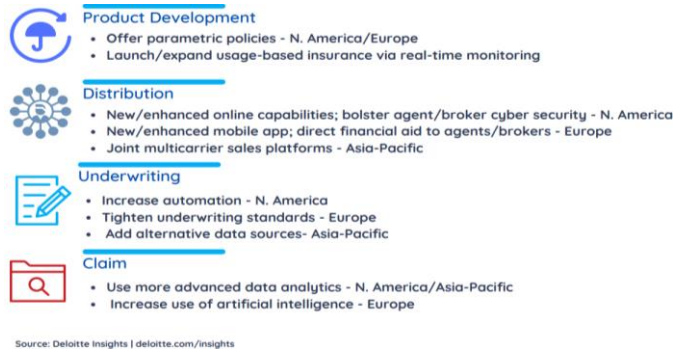 Product Development
• Offer parametric policies - N. America/Europe
• Launch/expand usage-based insurance via real-time monitoring
Distribution
• New/enhanced online capabilities; bolster agent/broker cyber security - N. America
• New/enhanced mobile app; direct financial aid to agents/brokers - Europe
• Joint multicarrier sales platforms - Asia-Pacific
Underwriting
• Increase automation - N. America
• Tighten underwriting standards - Europe
• Add alternative data sources- Asia-Pacific
Claim
• Use more advanced data analytics - N. America/Asia-Pacific
• Increase use of artificial intelligence - Europe
Source: Deloitte Insights | deloitte.com/insights